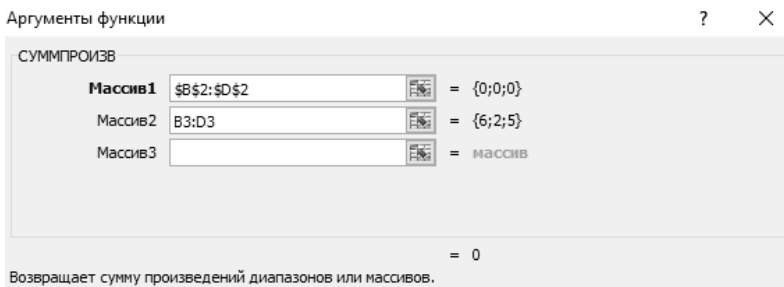 Аргументы функции ? ×
СУММПРОИЗВ
Массив1 $B$2:$D$2 = {0;0;0}
Массив2 B3:D3 = {6;2;5}
Массив3 = массив
= 0
Возвращает сумму произведений диапазонов или массивов.